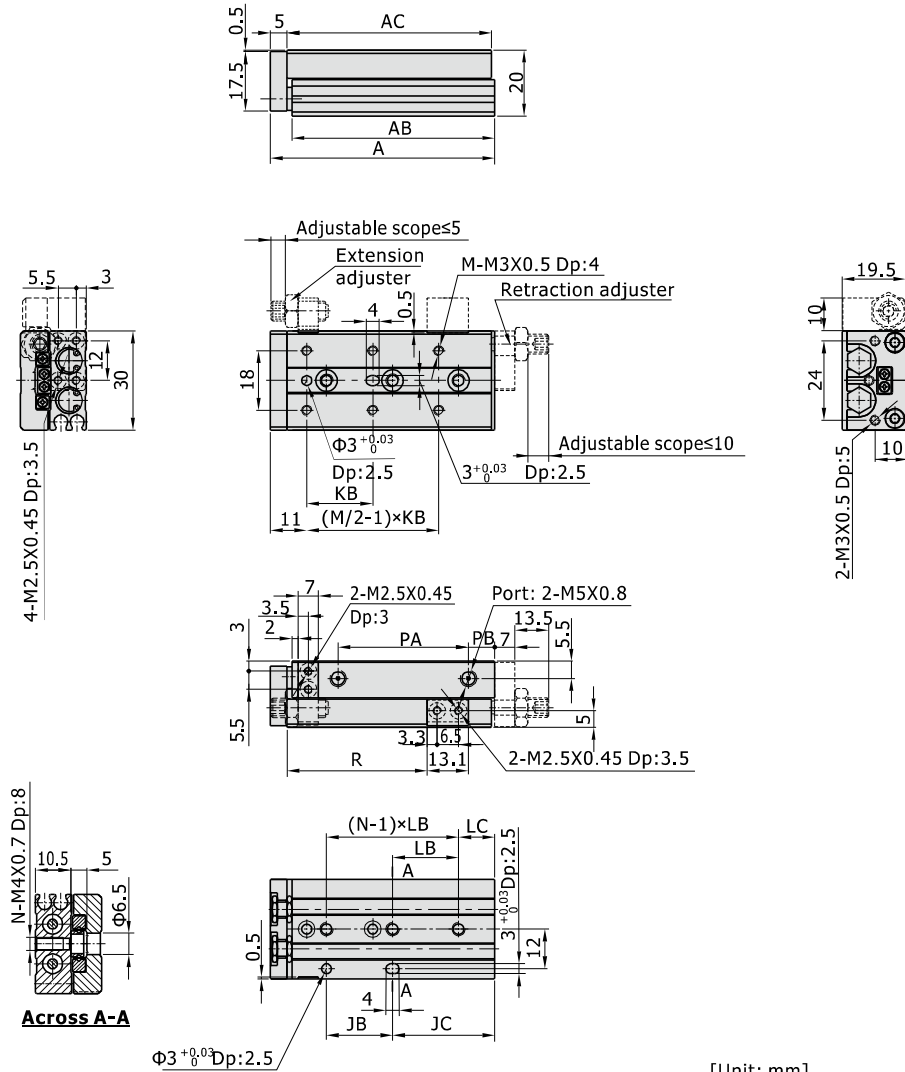 0.5
5
AC
17.5
20
AB
A
Adjustable scope≤5
Extension
adjuster
M-M3X0.5 Dp:4
Retraction adjuster
5.5
3
4
0.5
19.5
10
12
30
18
24
10
4-M2.5X0.45 Dp:3.5
Φ3 +0.03 0
Dp:2.5
3 +0.03 0 Dp:2.5
Adjustable scope≤10
KB
11
(M/2-1)×KB
2-M3X0.5 Dp:5
7
2-M2.5X0.45
Dp:3
Port: 2-M5X0.8
3.5
2
3
PA
PB
7
13.5
5.5
5.5
5
3.3
6.5
R
13.1
2-M2.5X0.45 Dp:3.5
N-M4X0.7 Dp:8
10.5
5
Φ6.5
Across A-A
(N-1)×LB
LC
LB
A
3 +0.03 0 Dp:2.5
0.5
12
4
A
JB
JC
Φ3 +0.03 0 Dp:2.5
[Unit: mm]